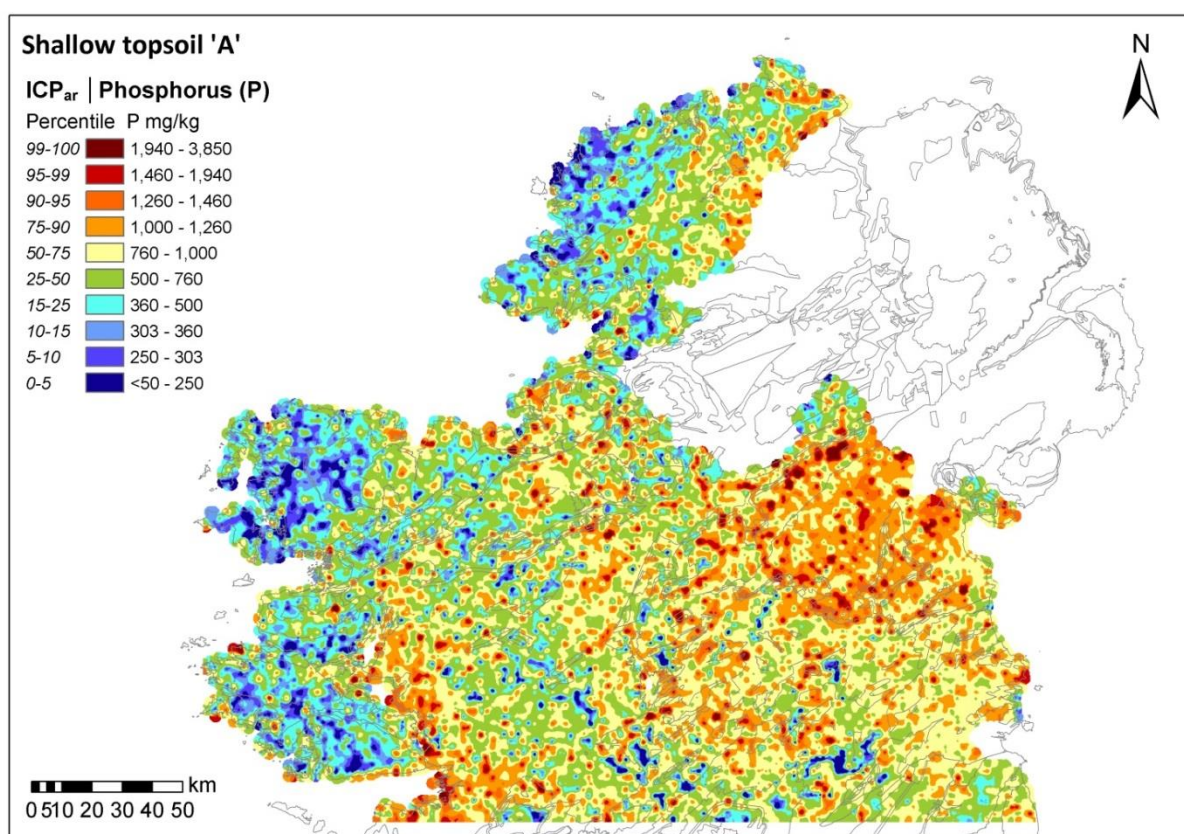 Shallow topsoil 'A'
N
ICPar | Phosphorus (P)
Percentile P mg/kg
99-100 1,940 - 3,850
95-99 1,460 - 1,940
90-95 1,260 - 1,460
75-90 1,000 - 1,260
50-75 760 - 1,000
25-50 500 - 760
15-25 360 - 500
10-15 303 - 360
5-10 250 - 303
0-5 <50 - 250
km
0 5 10 20 30 40 50